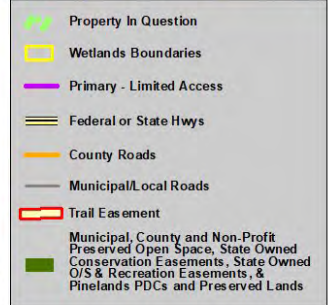 Property In Question
Wetlands Boundaries
Primary - Limited Access
Federal or State Hwys
County Roads
Municipal/Local Roads
Trail Easement
Municipal, County and Non-Profit
Preserved Open Space, State Owned
Conservation Easements, State Owned
O/S & Recreation Easements, &
Pinelands PDCs and Preserved Lands